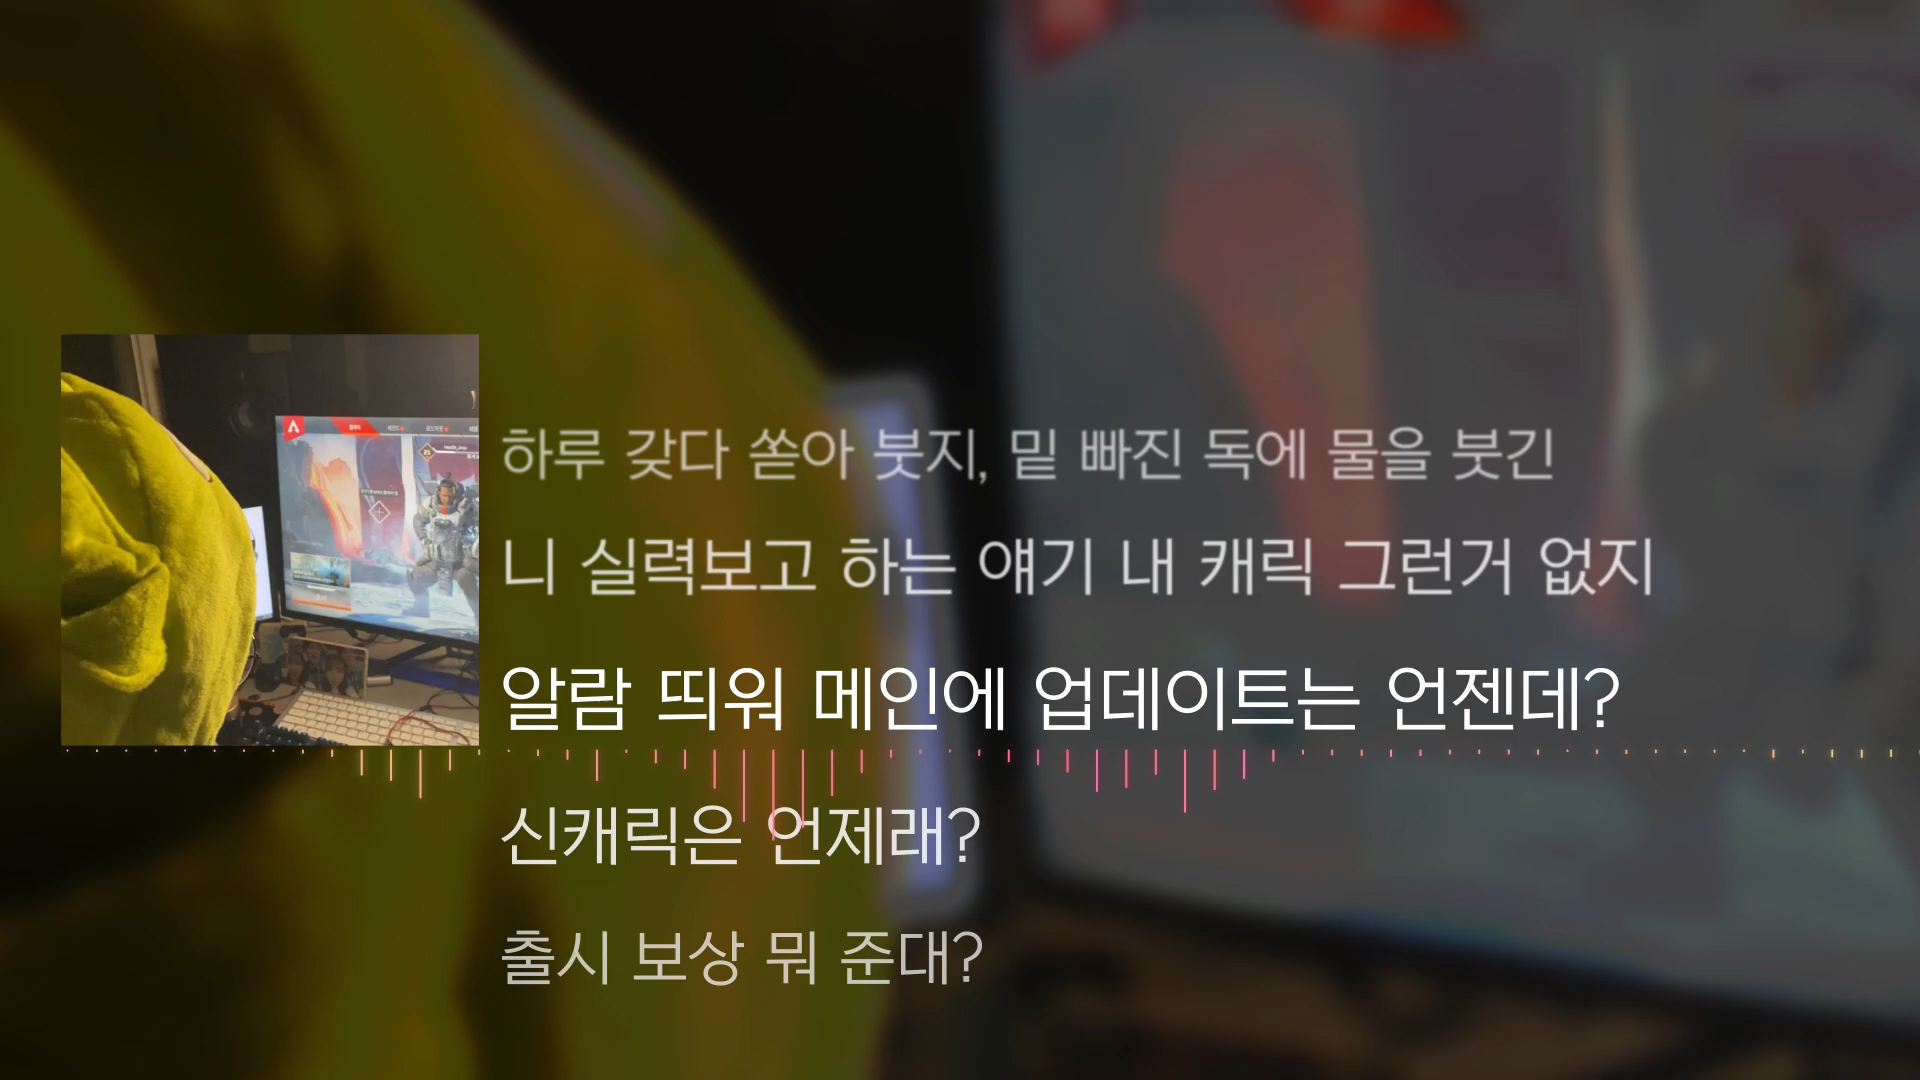 하루 갖다 쏟아 붓지, 밑 빠진 독에 물을 붓긴
니 실력보고 하는 얘기 내 캐릭 그런거 없지
알람 띄워 메인에 업데이트는 언젠데?
신캐릭은 언제래?
출시 보상 뭐 준대?